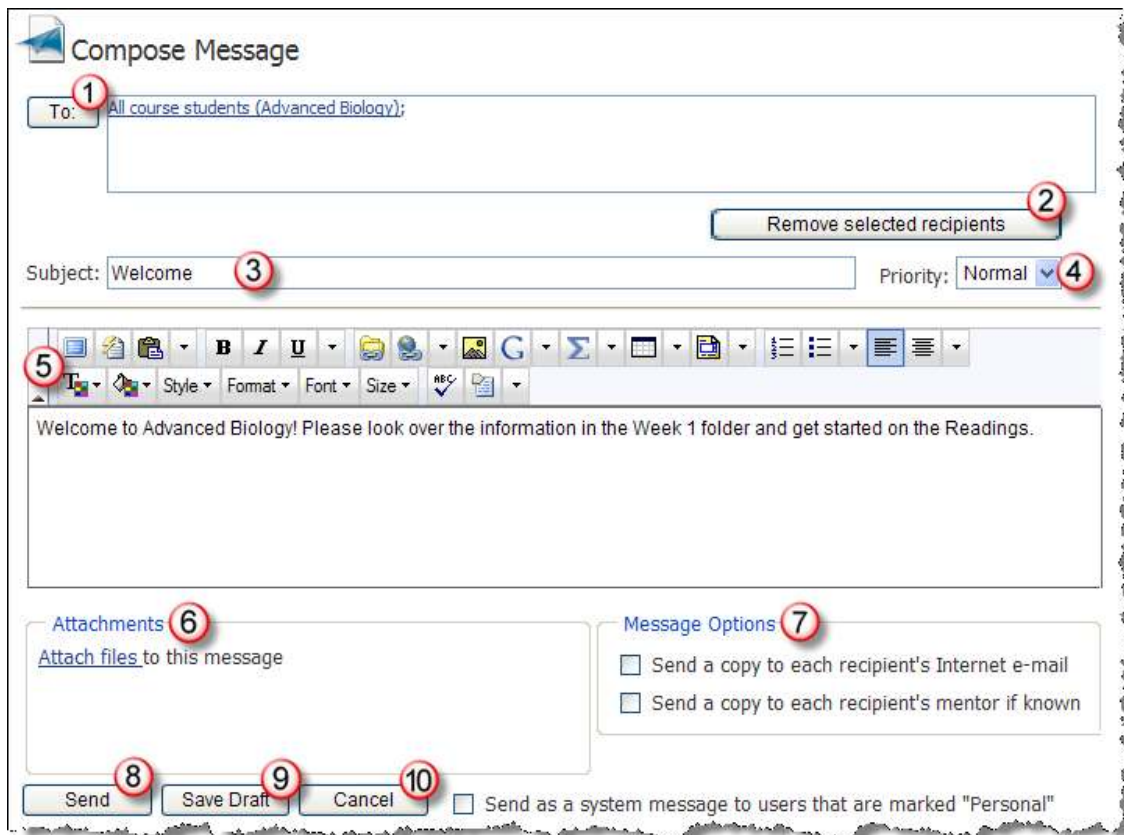 Compose Message
1
To:
All course students (Advanced Biology);
2
Remove selected recipients
Subject: Welcome 3 Priority: Normal 4
B I U G Σ
5
T Style Format Font Size ABC
Welcome to Advanced Biology! Please look over the information in the Week 1 folder and get started on the Readings.
Attachments 6
Attach files to this message
Message Options 7
Send a copy to each recipient's Internet e-mail
Send a copy to each recipient's mentor if known
8 9 10
Send Save Draft Cancel Send as a system message to users that are marked "Personal"